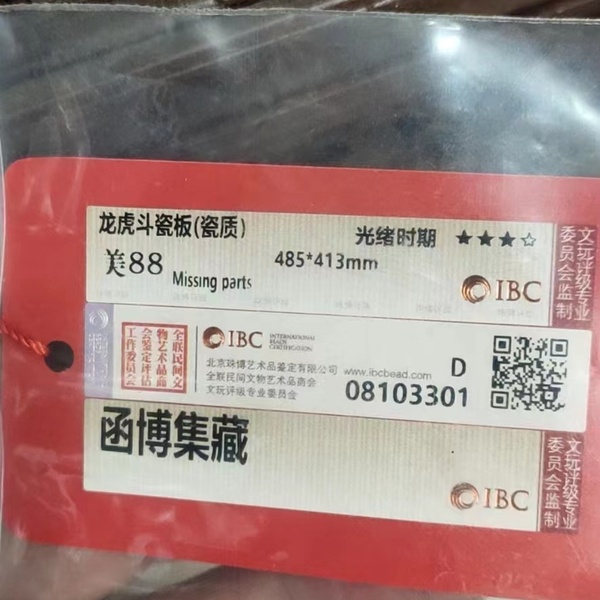 龙虎斗瓷板(瓷质)
光绪时期 ★★★☆
美88 Missing parts
485*413mm
IBC
文玩评级专业
委员会监制
全联民间文
物艺术品商
会鉴定评估
工作委员会
IBC INTERNATIONAL BEADS CERTIFICATION
北京珠博艺术品鉴定有限公司
全联民间文物艺术品商会
文玩评级专业委员会
www.ibcbead.com
D
08103301
函博集藏
IBC
文玩评级专业
委员会监制